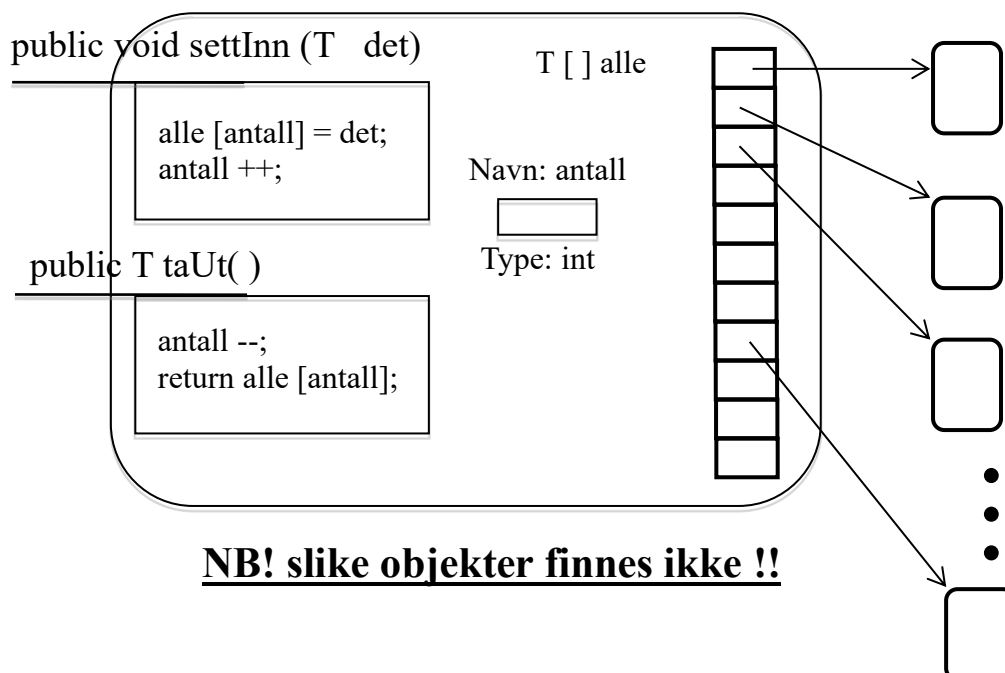 public void settInn (T   det)
T [ ] alle
alle [antall] = det;
antall ++;
Navn: antall
Type: int
public T taUt( )
antall --;
return alle [antall];
NB! slike objekter finnes ikke !!